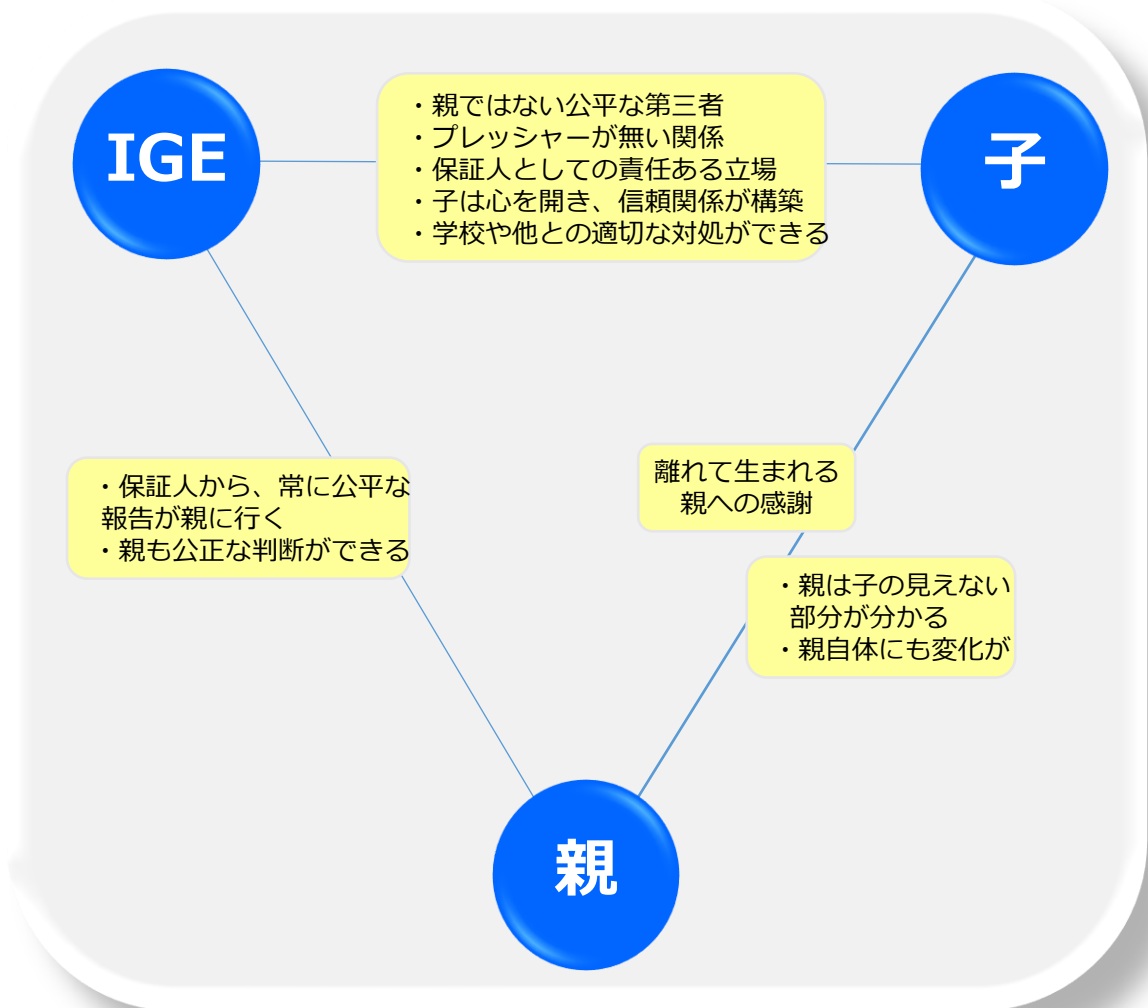 IGE
・親ではない公平な第三者
・プレッシャーが無い関係
・保証人としての責任ある立場
・子は心を開き、信頼関係が構築
・学校や他との適切な対処ができる
子
・保証人から、常に公平な
報告が親に行く
・親も公正な判断ができる
離れて生まれる
親への感謝
・親は子の見えない
部分が分かる
・親自体にも変化が
親